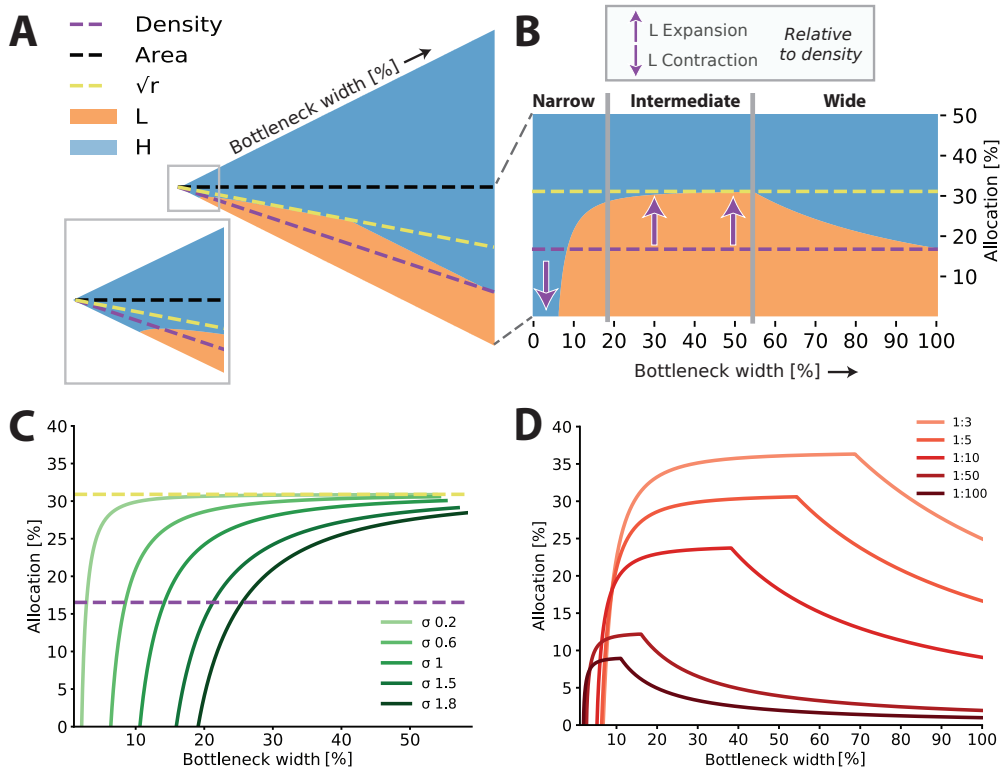 A
Density
Area
√r
L
H
Bottleneck width [%] →
B
L Expansion
L Contraction
Relative
to density
Narrow
Intermediate
Wide
50
40
30
20
10
Allocation [%]
0 10 20 30 40 50 60 70 80 90 100
Bottleneck width [%] →
C
40
35
30
25
20
15
10
5
0
Allocation [%]
σ 0.2
σ 0.6
σ 1
σ 1.5
σ 1.8
10 20 30 40 50
Bottleneck width [%]
D
40
35
30
25
20
15
10
5
0
Allocation [%]
1:3
1:5
1:10
1:50
1:100
10 20 30 40 50 60 70 80 90 100
Bottleneck width [%]